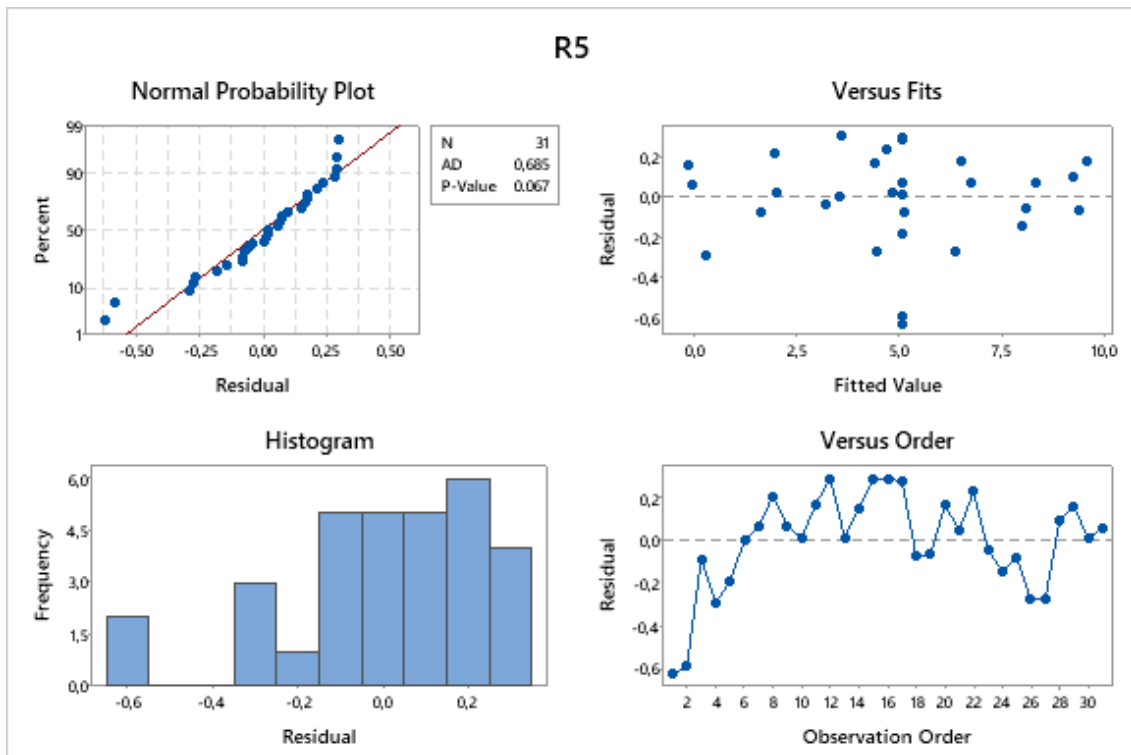 R5
Normal Probability Plot
99
90
50
10
1
Percent
-0,50 -0,25 0,00 0,25 0,50
Residual
N 31
AD 0,685
P-Value 0.067
Versus Fits
0,2
0,0
-0,2
-0,4
-0,6
Residual
0,0 2,5 5,0 7,5 10,0
Fitted Value
Histogram
6,0
4,5
3,0
1,5
0,0
Frequency
-0,6 -0,4 -0,2 0,0 0,2
Residual
Versus Order
0,2
0,0
-0,2
-0,4
-0,6
Residual
2 4 6 8 10 12 14 16 18 20 22 24 26 28 30
Observation Order